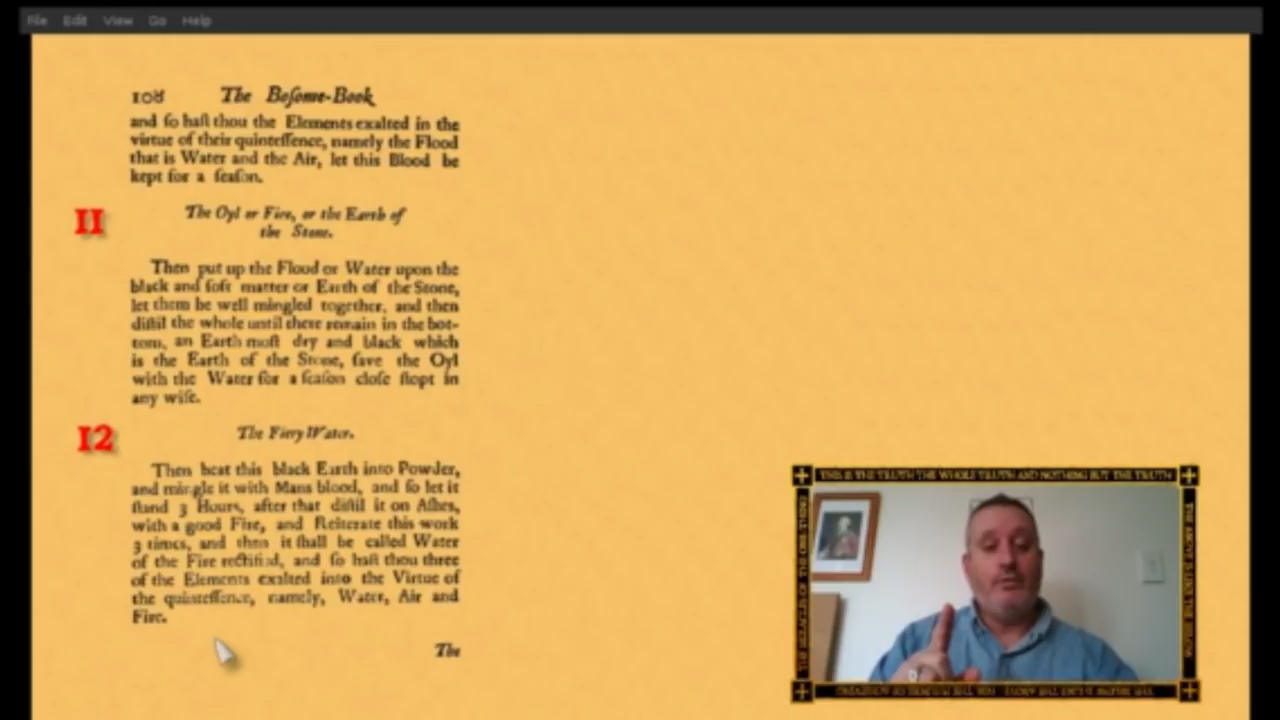 File Edit View Go Help
108 The Boſome-Book
and ſo haſt thou the Elements exalted in the
virtue of their quinteſſence, namely the Flood
that is Water and the Air, let this Blood be
kept for a ſeaſon.
11
The Oyl or Fire, or the Earth of
the Stone.
Then put up the Flood or Water upon the
black and ſoft matter or Earth of the Stone,
let them be well mingled together, and then
diſtil the whole until there remain in the bot-
tom, an Earth moſt dry and black which
is the Earth of the Stone, ſave the Oyl
with the Water for a ſeaſon cloſe ſtopt in
any wiſe.
12
The Fiery Water.
Then beat this black Earth into Powder,
and mingle it with Mans blood, and ſo let it
ſtand 3 Hours, after that diſtil it on Aſhes,
with a good Fire, and Reiterate this work
3 times, and then it ſhall be called Water
of the Fire rectified, and ſo haſt thou three
of the Elements exalted into the Virtue of
the quinteſſence, namely, Water, Air and
Fire.
The
THIS IS THE TRUTH THE WHOLE TRUTH AND NOTHING BUT THE TRUTH